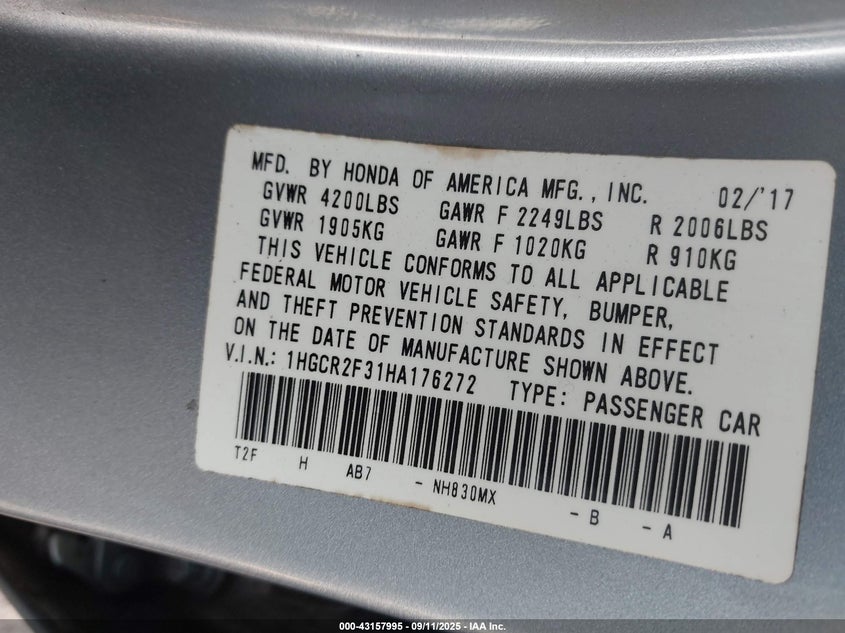 MFD. BY HONDA OF AMERICA MFG., INC. 02/'17
GVWR 4200LBS GAWR F 2249LBS R 2006LBS
GVWR 1905KG GAWR F 1020KG R 910KG
THIS VEHICLE CONFORMS TO ALL APPLICABLE
FEDERAL MOTOR VEHICLE SAFETY, BUMPER,
AND THEFT PREVENTION STANDARDS IN EFFECT
ON THE DATE OF MANUFACTURE SHOWN ABOVE.
V.I.N.: 1HGCR2F31HA176272 TYPE: PASSENGER CAR
T2F H AB7 - NH830MX - B - A
000-43157995 - 09/11/2025 - IAA Inc.